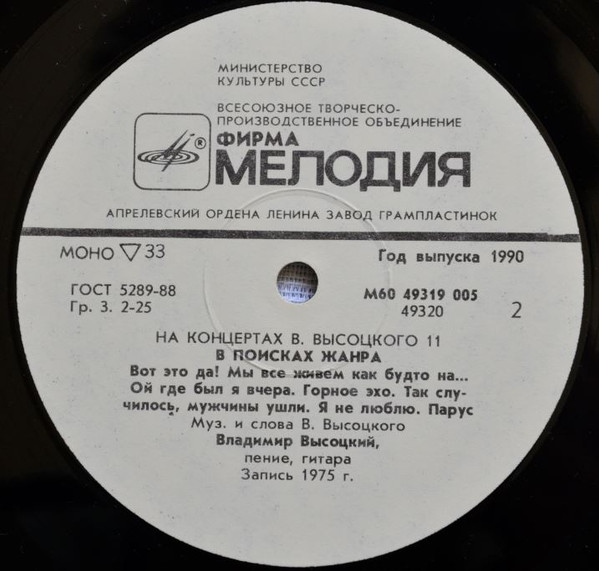 МИНИСТЕРСТВО
КУЛЬТУРЫ СССР
ВСЕСОЮЗНОЕ ТВОРЧЕСКО-
ПРОИЗВОДСТВЕННОЕ ОБЪЕДИНЕНИЕ
®
ФИРМА
МЕЛОДИЯ
АПРЕЛЕВСКИЙ ОРДЕНА ЛЕНИНА ЗАВОД ГРАМПЛАСТИНОК
МОНО ▽ 33
Год выпуска 1990
ГОСТ 5289-88
Гр. 3. 2-25
М60 49319 005
49320
2
НА КОНЦЕРТАХ В. ВЫСОЦКОГО 11
В ПОИСКАХ ЖАНРА
Вот это да! Мы все живем как будто на...
Ой где был я вчера. Горное эхо. Так слу-
чилось, мужчины ушли. Я не люблю. Парус
Муз. и слова В. Высоцкого
Владимир Высоцкий,
пение, гитара
Запись 1975 г.